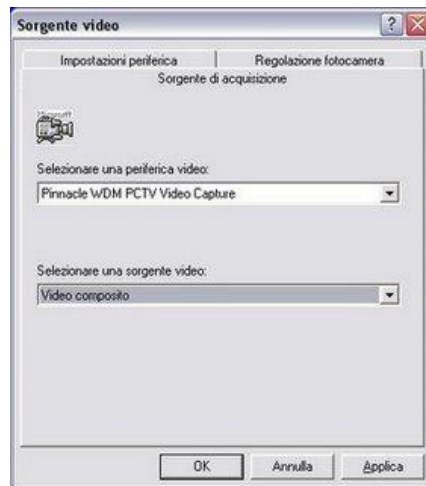 Sorgente video
Impostazioni periferica
Regolazione fotocamera
Sorgente di acquisizione
Microsoft
Selezionare una periferica video:
Pinnacle WDM PCTV Video Capture
Selezionare una sorgente video:
Video composito
OK
Annulla
Applica